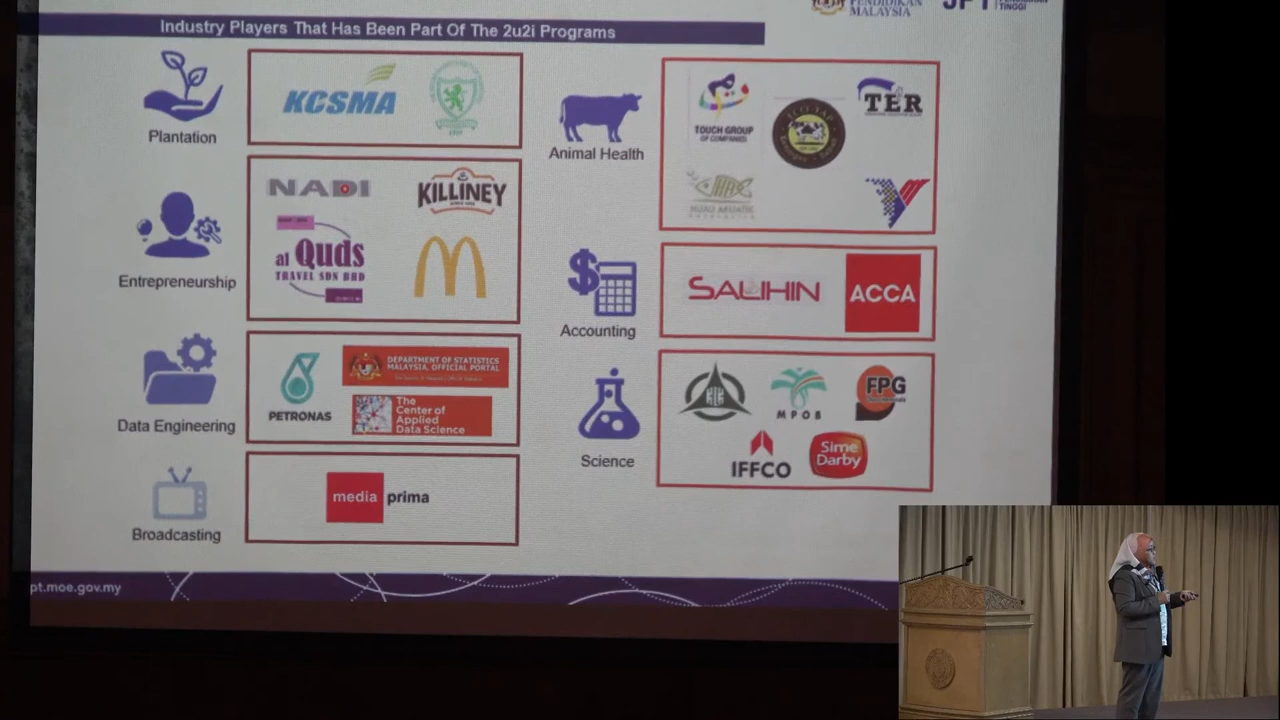 PENDIDIKAN
MALAYSIA
TINGGI
Industry Players That Has Been Part Of The 2u2i Programs
Plantation
KCSMA
Entrepreneurship
NADI
KILLINEY
al Quds
TRAVEL SDN BHD
Data Engineering
PETRONAS
DEPARTMENT OF STATISTICS
MALAYSIA, OFFICIAL PORTAL
The
Center of
Applied
Data Science
Broadcasting
media prima
Animal Health
TOUCH GROUP
OF COMPANIES
TER
Accounting
SALIHIN
ACCA
Science
MPOB
FPG
IFFCO
Sime
Darby
pt.moe.gov.my